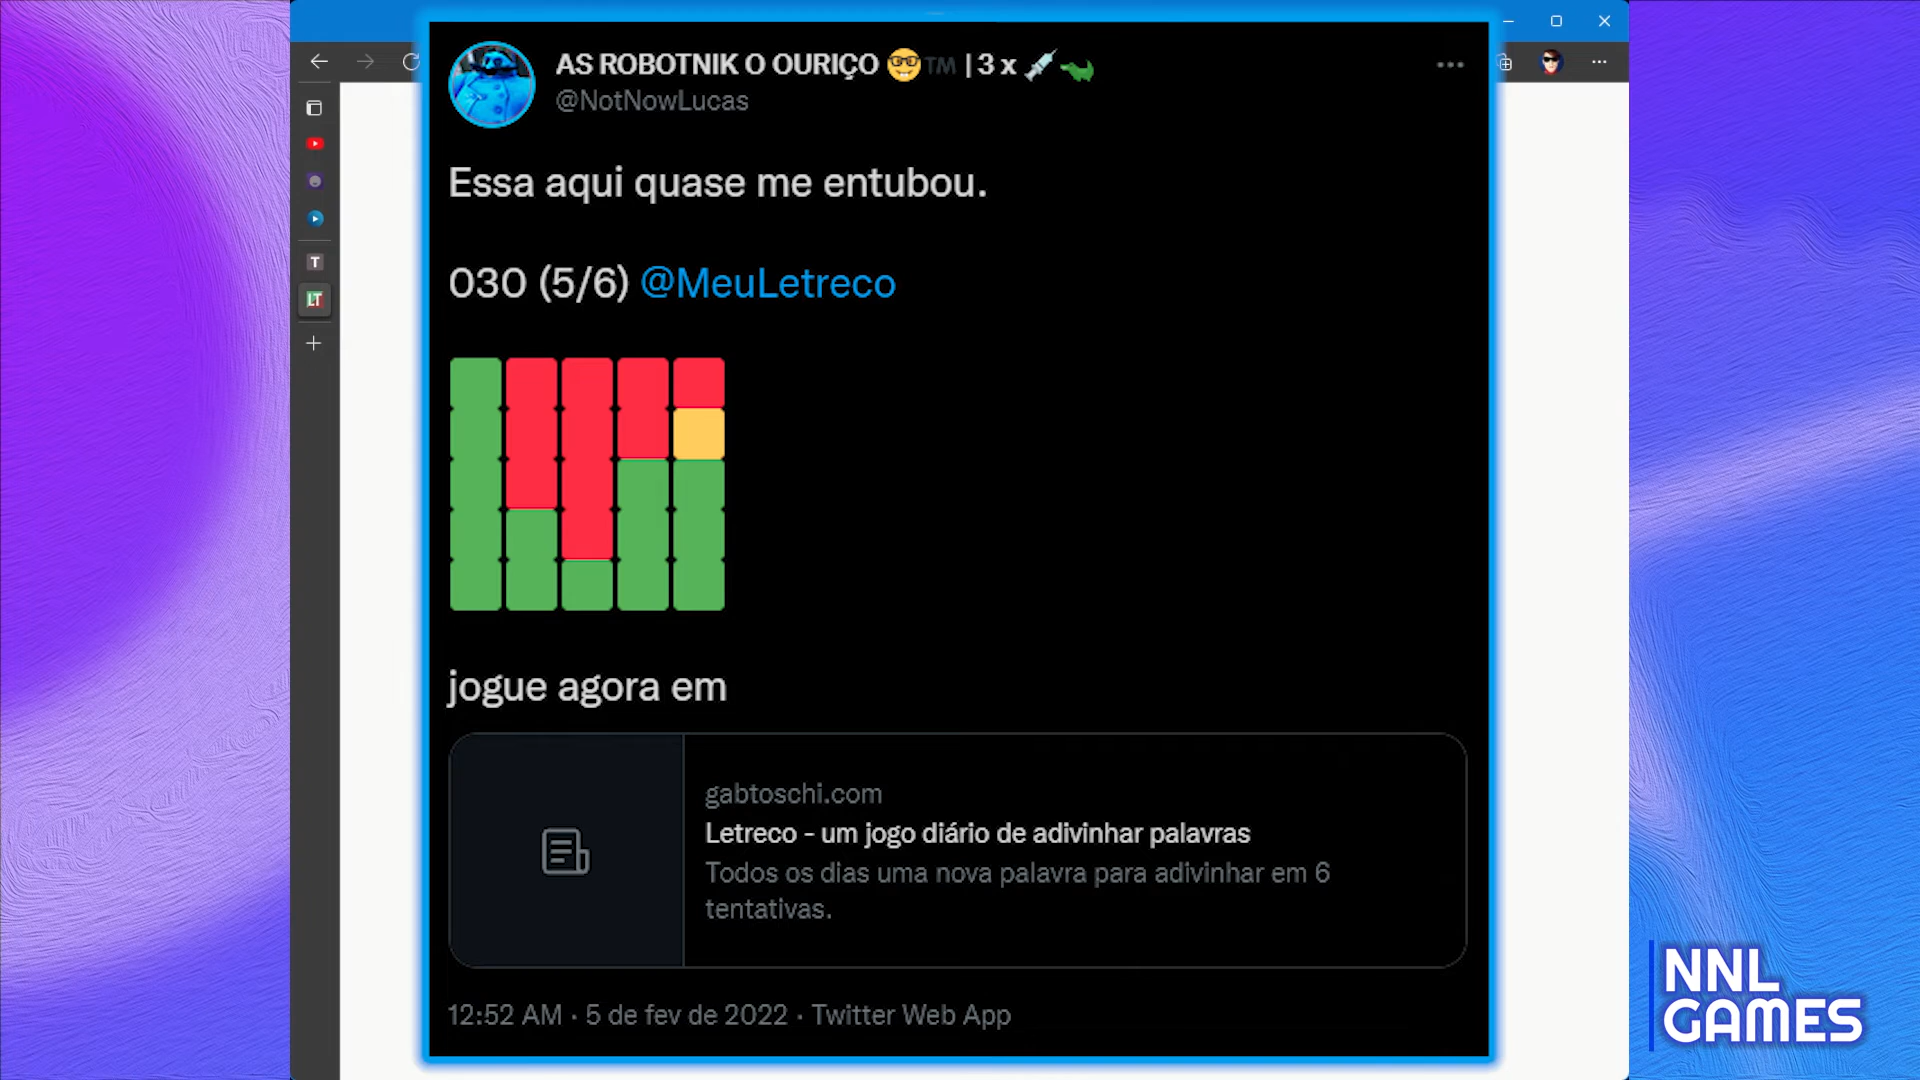 AS ROBOTNIK O OURIÇO 🤓™️ | 3 x 💉🐊
@NotNowLucas
Essa aqui quase me entubou.
030 (5/6) @MeuLetreco
jogue agora em
gabtoschi.com
Letreco - um jogo diário de adivinhar palavras
Todos os dias uma nova palavra para adivinhar em 6
tentativas.
12:52 AM · 5 de fev de 2022 · Twitter Web App
T
LT
NNL
GAMES